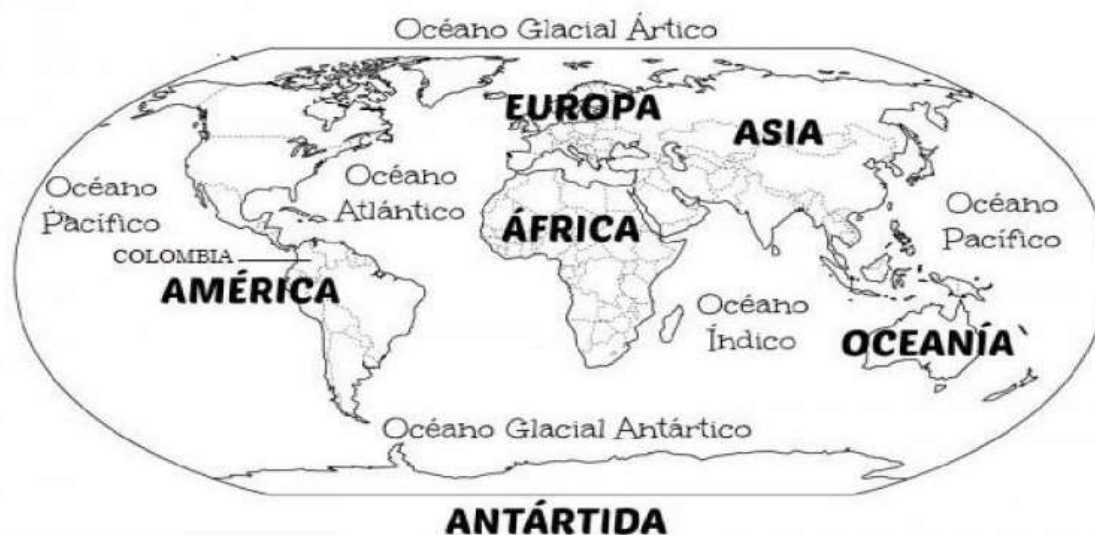 Océano Glacial Ártico
EUROPA
ASIA
Océano
Pacífico
Océano
Atlántico
ÁFRICA
Océano
Pacífico
COLOMBIA
AMÉRICA
Océano
Índico
OCEANÍA
Océano Glacial Antártico
ANTÁRTIDA